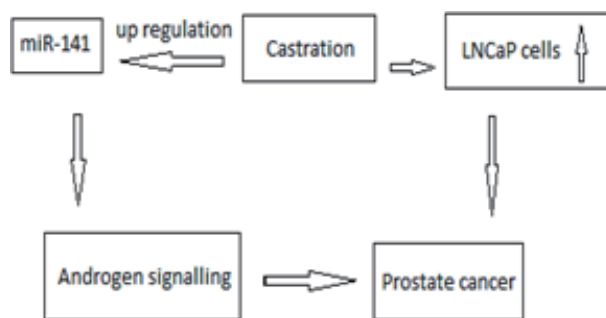 miR-141
up regulation
Castration
LNCaP cells
Androgen signalling
Prostate cancer